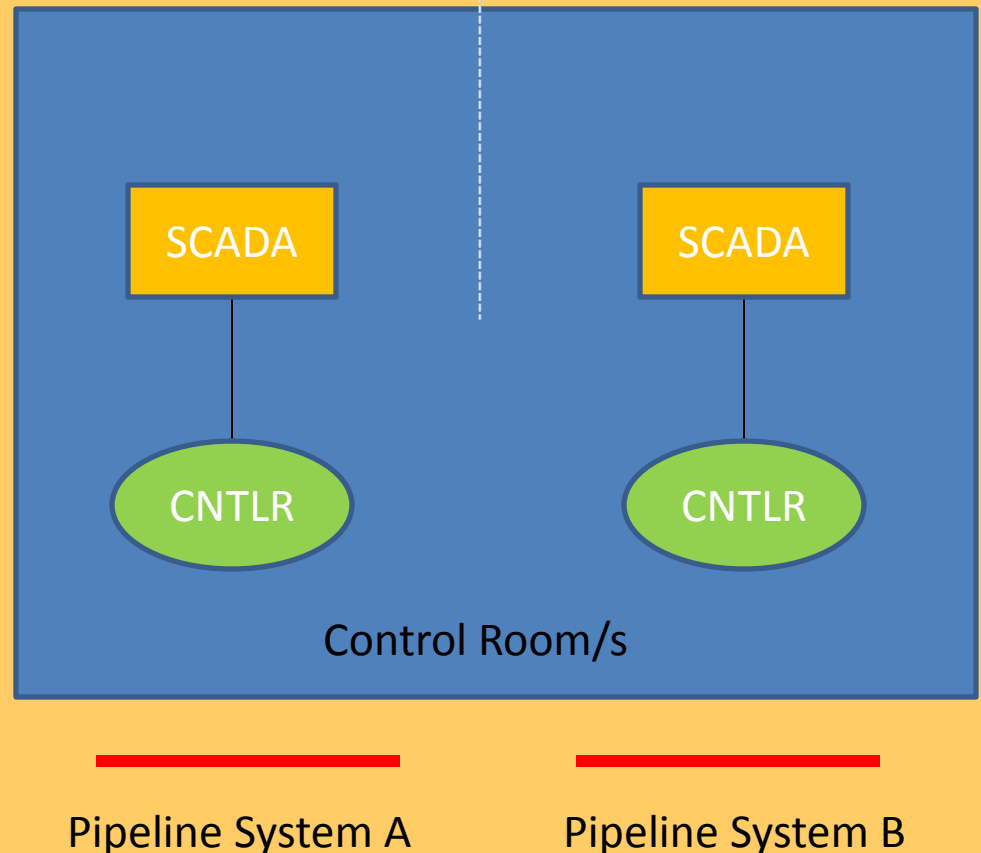 SCADA
SCADA
CNTLR
CNTLR
Control Room/s
Pipeline System A
Pipeline System B